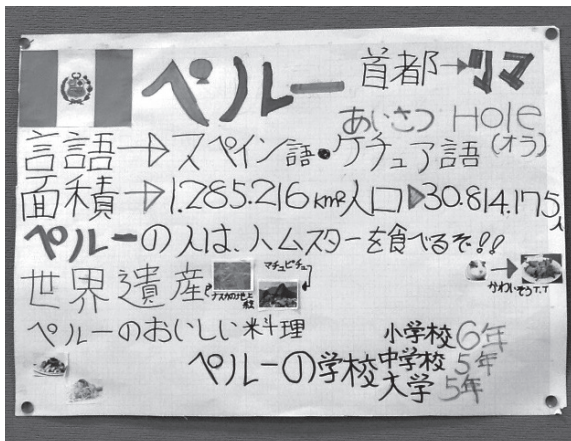 ペルー 首都→リマ
あいさつ Hole
(オラ)
言語→スペイン語・ケチュア語
面積→1.285.216km² 人口▶30.814.175人
ペルーの人は、ハムスターを食べるぞ!!
世界遺産
マチュピチュ
ナスカの地上絵
かわいそうT.T
ペルーのおいしい料理
ペルーの学校
小学校6年
中学校5年
大学5年